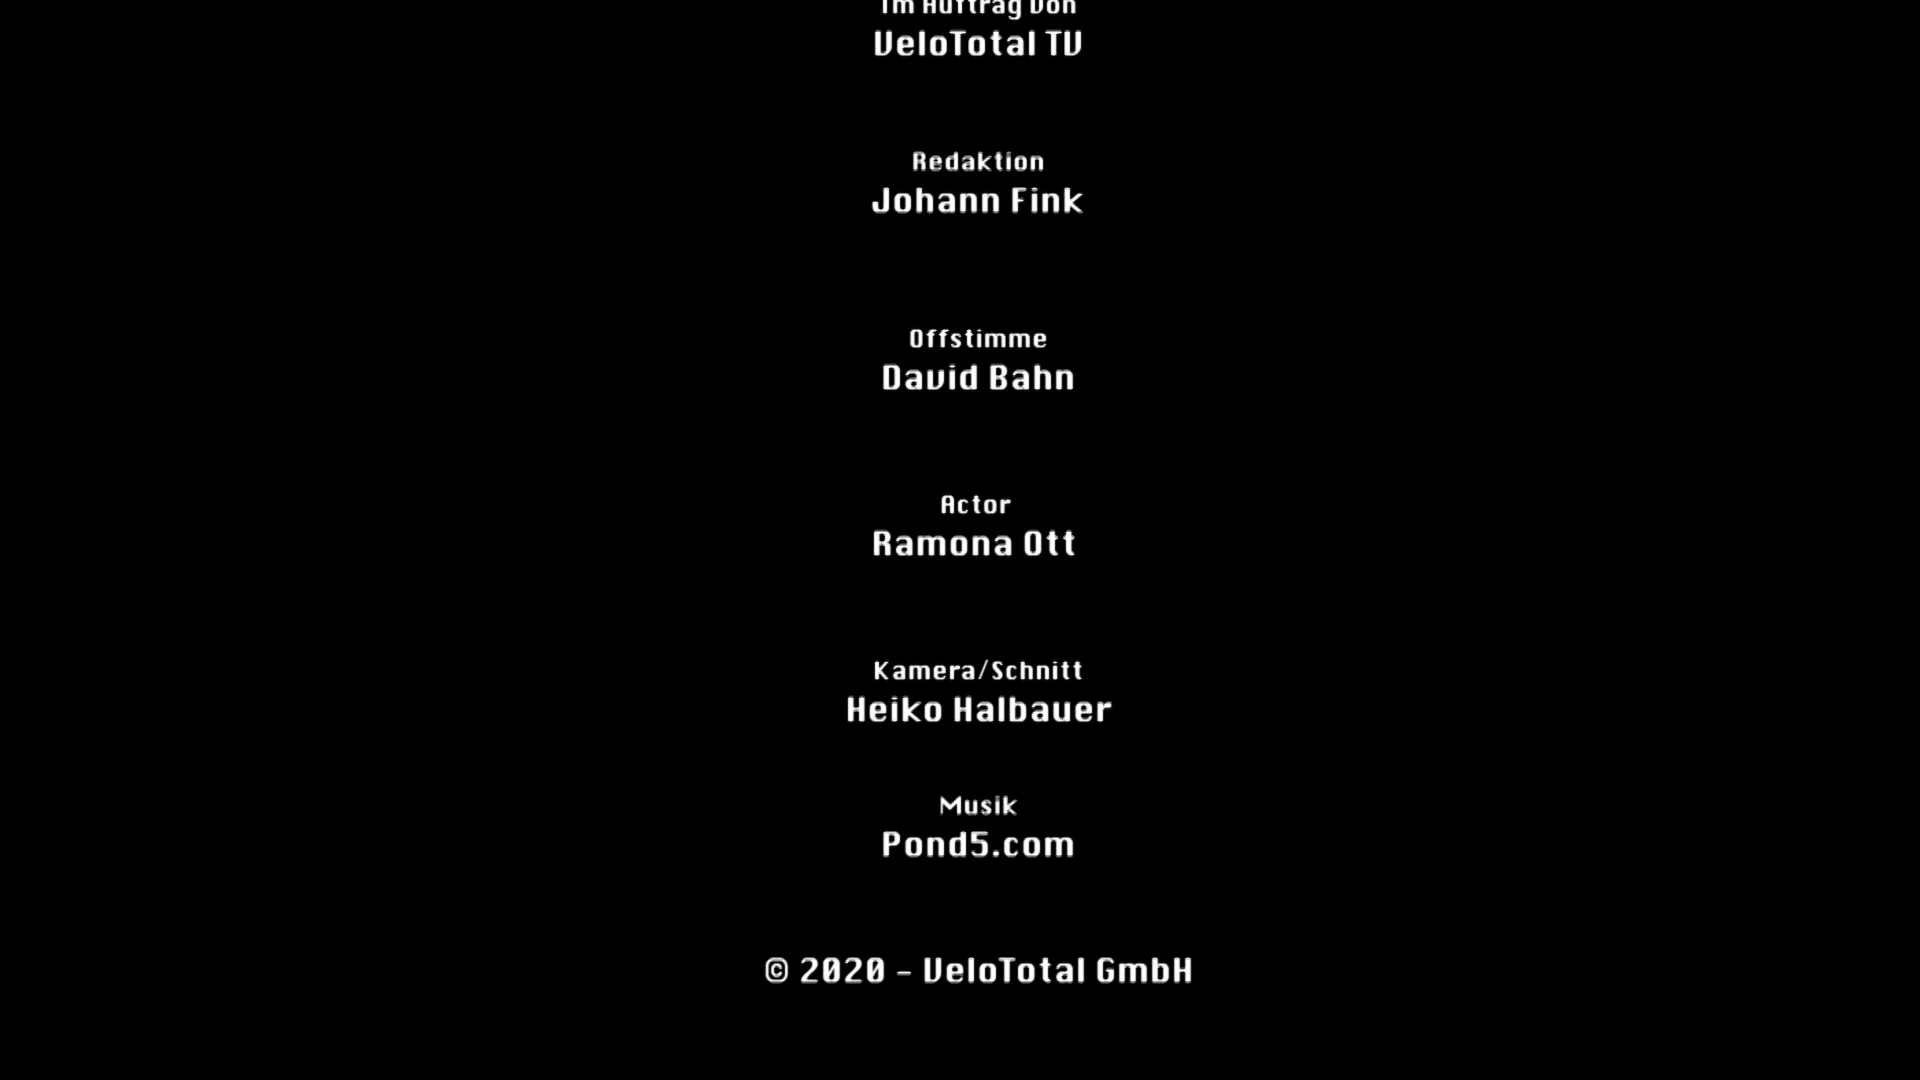 Im Auftrag von
VeloTotal TV
Redaktion
Johann Fink
Offstimme
David Bahn
Actor
Ramona Ott
Kamera/Schnitt
Heiko Halbauer
Musik
Pond5.com
© 2020 - VeloTotal GmbH